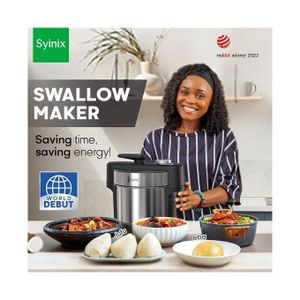 Syinix
reddot winner 2022
SWALLOW
MAKER
Saving time,
saving energy!
WORLD
DEBUT